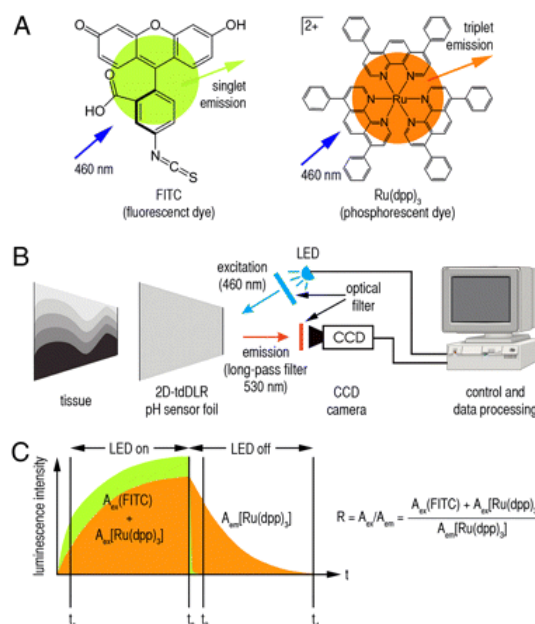 A
O
O
OH
O
HO
singlet
emission
460 nm
N
C
S
FITC
(fluorescenct dye)
2+
triplet
emission
N
N
N
Ru
N
N
N
460 nm
Ru(dpp)3
(phosphorescent dye)
B
LED
excitation
(460 nm)
optical
filter
CCD
emission
(long-pass filter
530 nm)
tissue
2D-tdDLR
pH sensor foil
CCD
camera
control and
data processing
C
LED on
LED off
luminescence intensity
Aex(FITC)
+
Aex[Ru(dpp)3]
Aem[Ru(dpp)3]
t
R = Aex/Aem = Aex(FITC) + Aex[Ru(dpp)
Aem[Ru(dpp)3]